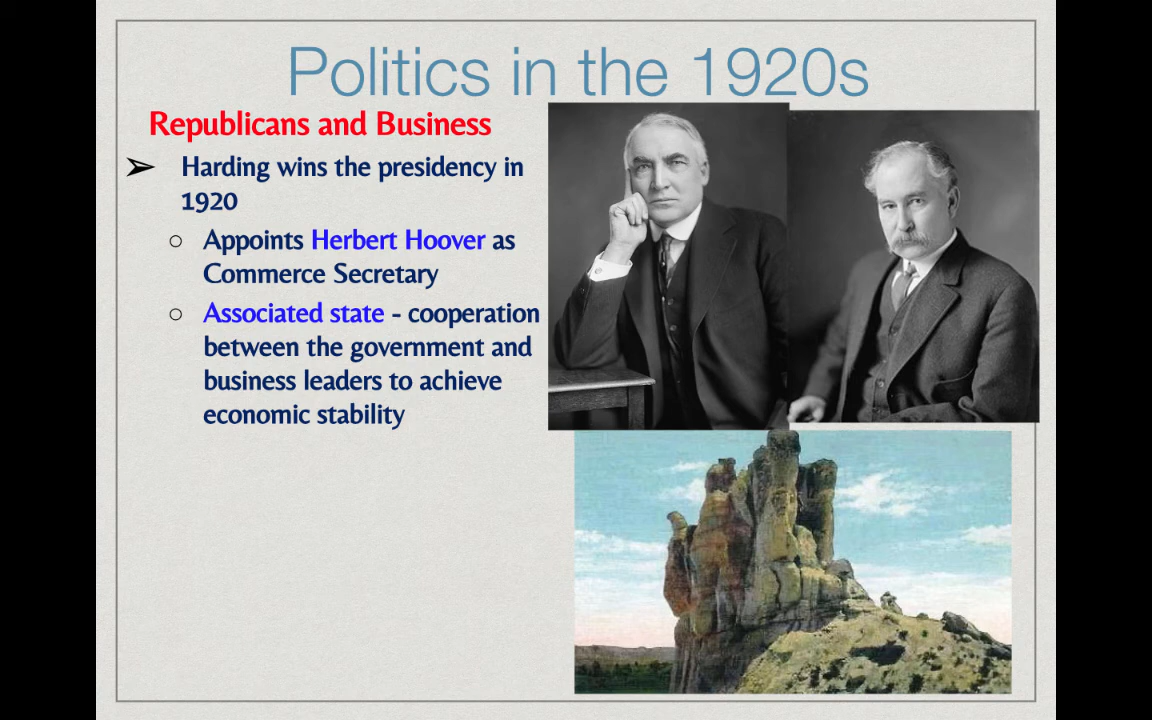 Politics in the 1920s
Republicans and Business
➢ Harding wins the presidency in
1920
○ Appoints Herbert Hoover as
Commerce Secretary
○ Associated state - cooperation
between the government and
business leaders to achieve
economic stability